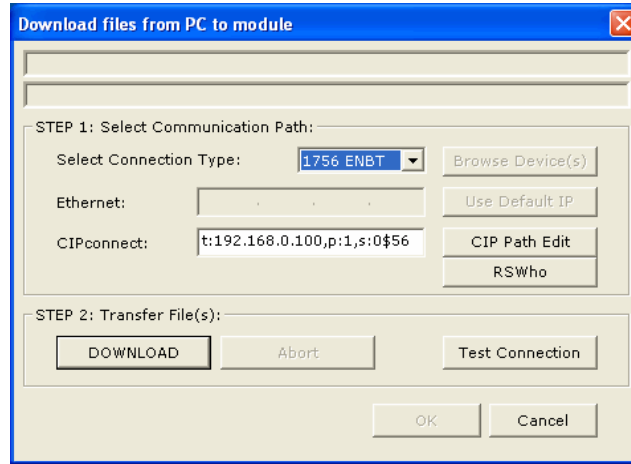 Download files from PC to module
STEP 1: Select Communication Path:
Select Connection Type: 1756 ENBT Browse Device(s)
Ethernet: . . . Use Default IP
CIPconnect: t:192.168.0.100,p:1,s:0$56 CIP Path Edit
RSWho
STEP 2: Transfer File(s):
DOWNLOAD Abort Test Connection
OK Cancel